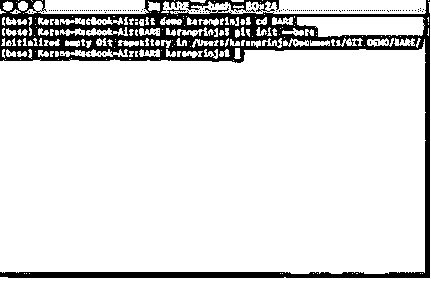 BARE — -bash — 80×24
(base) Karans-MacBook-Air:git demo karanprinja$ cd BARE
(base) Karans-MacBook-Air:BARE karanprinja$ git init --bare
Initialized empty Git repository in /Users/karanprinja/Documents/GIT DEMO/BARE/
(base) Karans-MacBook-Air:BARE karanprinja$